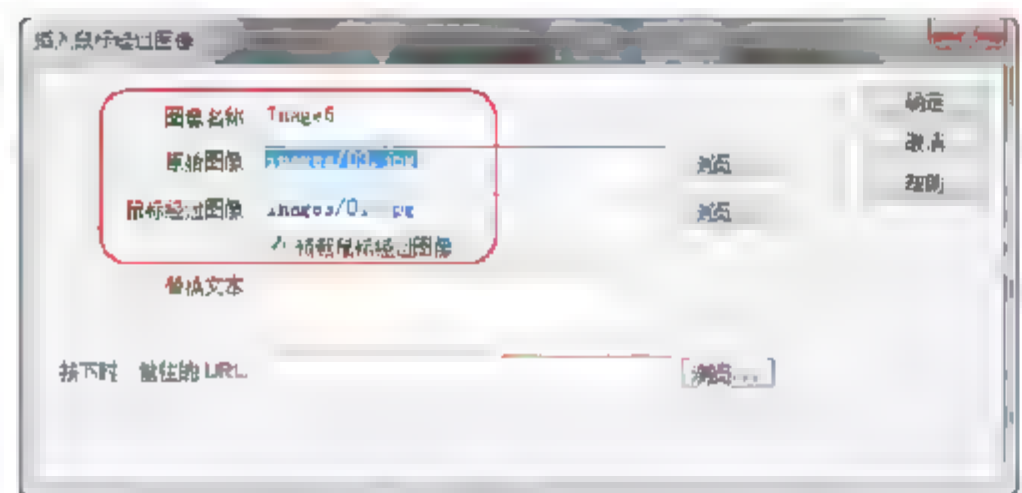 插入鼠标经过图像
图像名称 Image6 确定
原始图像 images/03.jpg 浏览 取消
帮助
鼠标经过图像 浏览
预载鼠标经过图像
替换文本
按下时 前往的 URL 浏览...